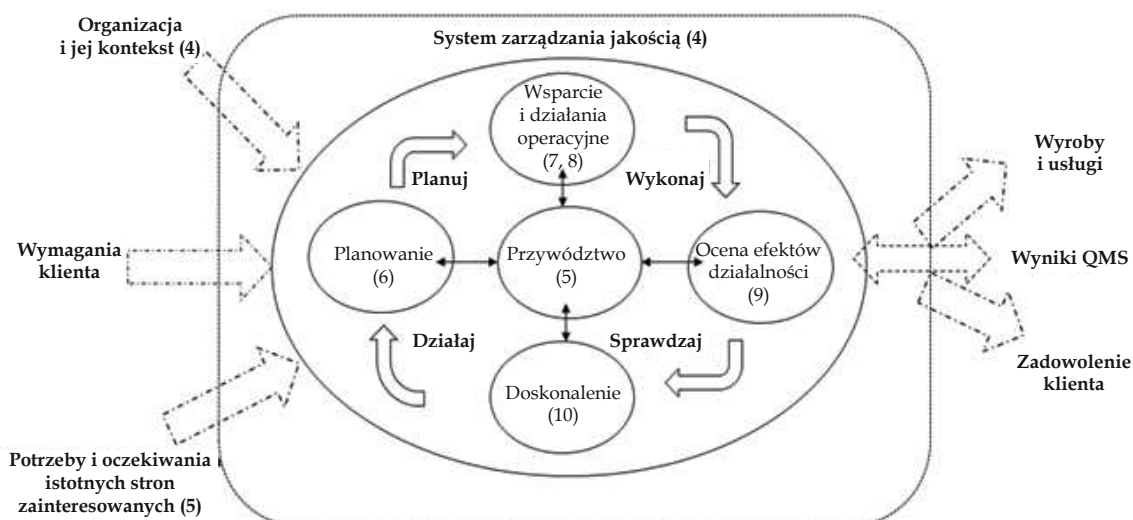 Organizacja
i jej kontekst (4)
System zarządzania jakością (4)
Wsparcie
i działania
operacyjne
(7, 8)
Planuj
Wykonaj
Wyroby
i usługi
Wymagania
klienta
Planowanie
(6)
Przywództwo
(5)
Ocena efektów
działalności
(9)
Wyniki QMS
Działaj
Sprawdzaj
Zadowolenie
klienta
Doskonalenie
(10)
Potrzeby i oczekiwania
istotnych stron
zainteresowanych (5)